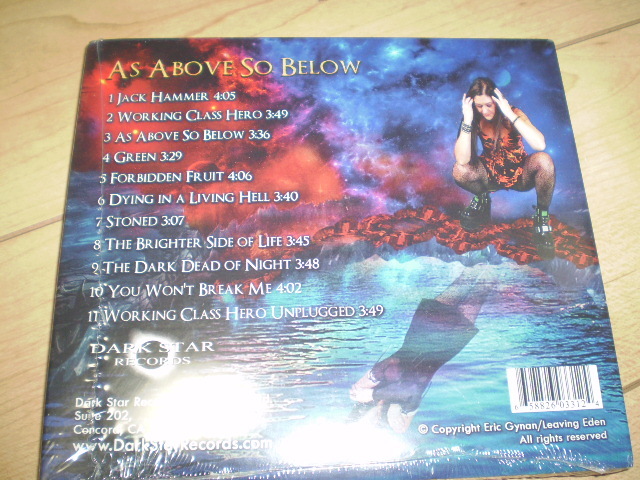 AS ABOVE SO BELOW
1 JACK HAMMER 4:05
2 WORKING CLASS HERO 3:49
3 AS ABOVE SO BELOW 3:36
4 GREEN 3:29
5 FORBIDDEN FRUIT 4:06
6 DYING IN A LIVING HELL 3:40
7 STONED 3:07
8 THE BRIGHTER SIDE OF LIFE 3:45
9 THE DARK DEAD OF NIGHT 3:48
10 YOU WON'T BREAK ME 4:02
11 WORKING CLASS HERO UNPLUGGED 3:49
DARK STAR
RECORDS
Dark Star
Suite 202,
Concord, CA
www.DarkStarRecords.com
© Copyright Eric Gynan/Leaving Eden
All rights reserved